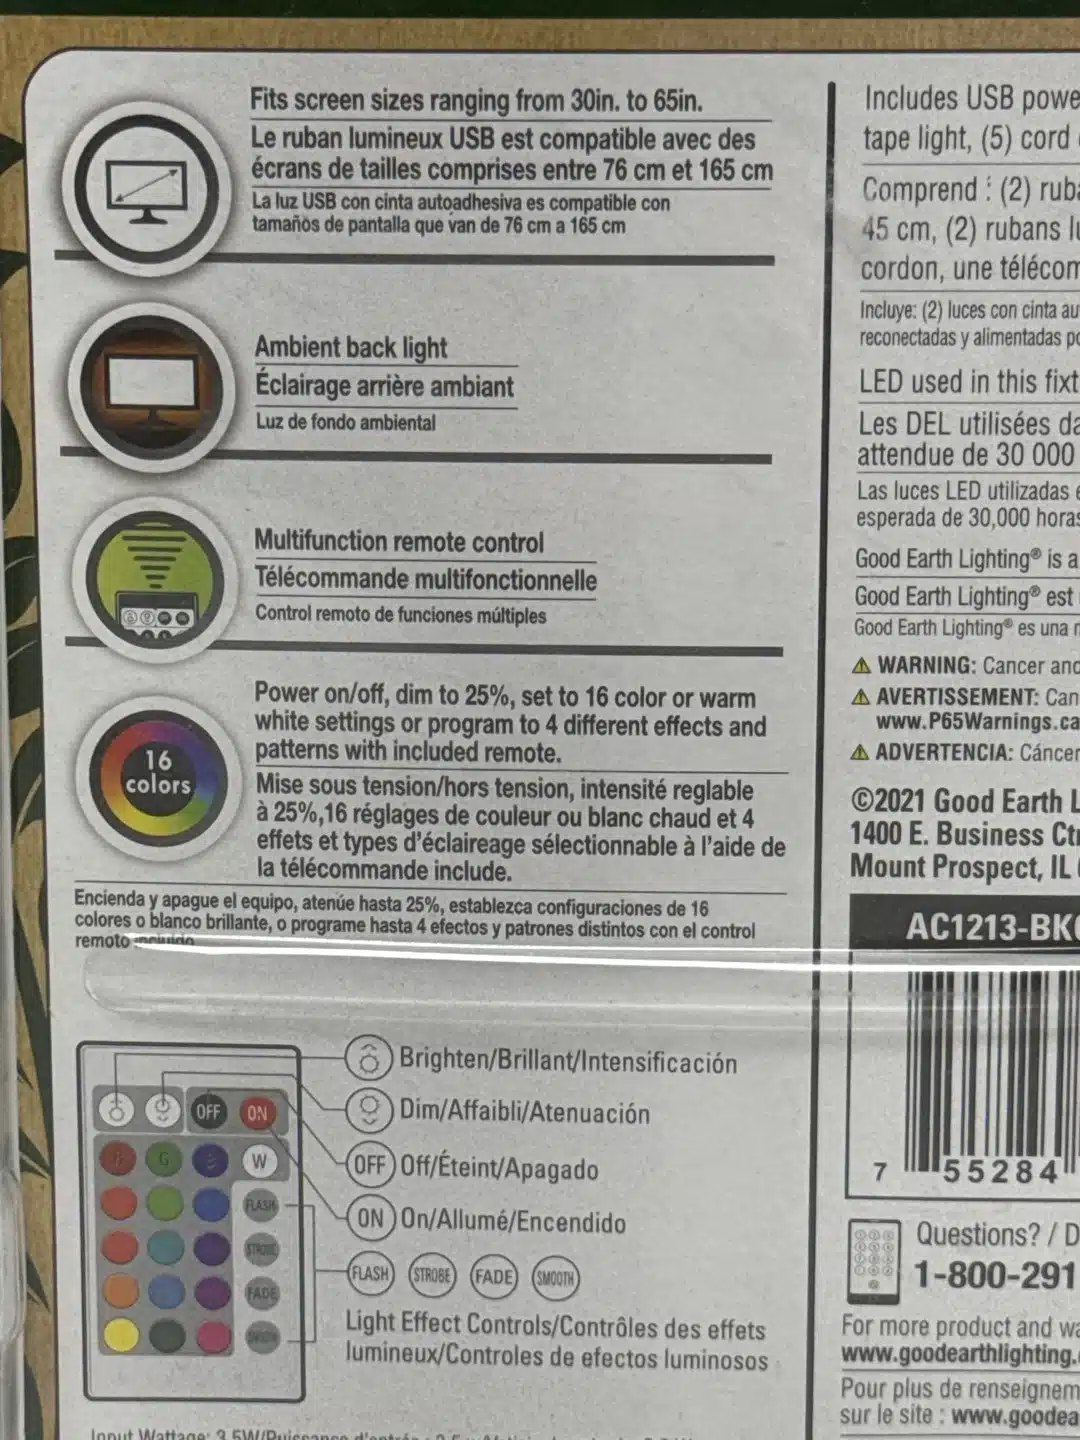 Fits screen sizes ranging from 30in. to 65in.
Le ruban lumineux USB est compatible avec des
écrans de tailles comprises entre 76 cm et 165 cm
La luz USB con cinta autoadhesiva es compatible con
tamaños de pantalla que van de 76 cm a 165 cm
Ambient back light
Éclairage arrière ambiant
Luz de fondo ambiental
Multifunction remote control
Télécommande multifonctionnelle
Control remoto de funciones múltiples
16
colors
Power on/off, dim to 25%, set to 16 color or warm
white settings or program to 4 different effects and
patterns with included remote.
Mise sous tension/hors tension, intensité reglable
à 25%,16 réglages de couleur ou blanc chaud et 4
effets et types d'éclaireage sélectionnable à l'aide de
la télécommande include.
Encienda y apague el equipo, atenúe hasta 25%, establezca configuraciones de 16
colores o blanco brillante, o programe hasta 4 efectos y patrones distintos con el control
remoto incluido
OFF ON
R G B W
FLASH
STROBE
FADE
SMOOTH
Brighten/Brillant/Intensificación
Dim/Affaibli/Atenuación
OFF Off/Éteint/Apagado
ON On/Allumé/Encendido
FLASH STROBE FADE SMOOTH
Light Effect Controls/Contrôles des effets
lumineux/Controles de efectos luminosos
Input Wattage: 3.5W/Puissance d'entrée
Includes USB powe
tape light, (5) cord
Comprend : (2) ruba
45 cm, (2) rubans lu
cordon, une télécom
Incluye: (2) luces con cinta au
reconectadas y alimentadas po
LED used in this fixt
Les DEL utilisées da
attendue de 30 000
Las luces LED utilizadas e
esperada de 30,000 horas
Good Earth Lighting® is a
Good Earth Lighting® est
Good Earth Lighting® es una
WARNING: Cancer and
AVERTISSEMENT: Can
www.P65Warnings.ca
ADVERTENCIA: Cáncer
©2021 Good Earth L
1400 E. Business Ct
Mount Prospect, IL
AC1213-BK
7 55284
Questions? / D
1-800-291
For more product and wa
www.goodearthlighting.
Pour plus de renseignem
sur le site : www.goodea